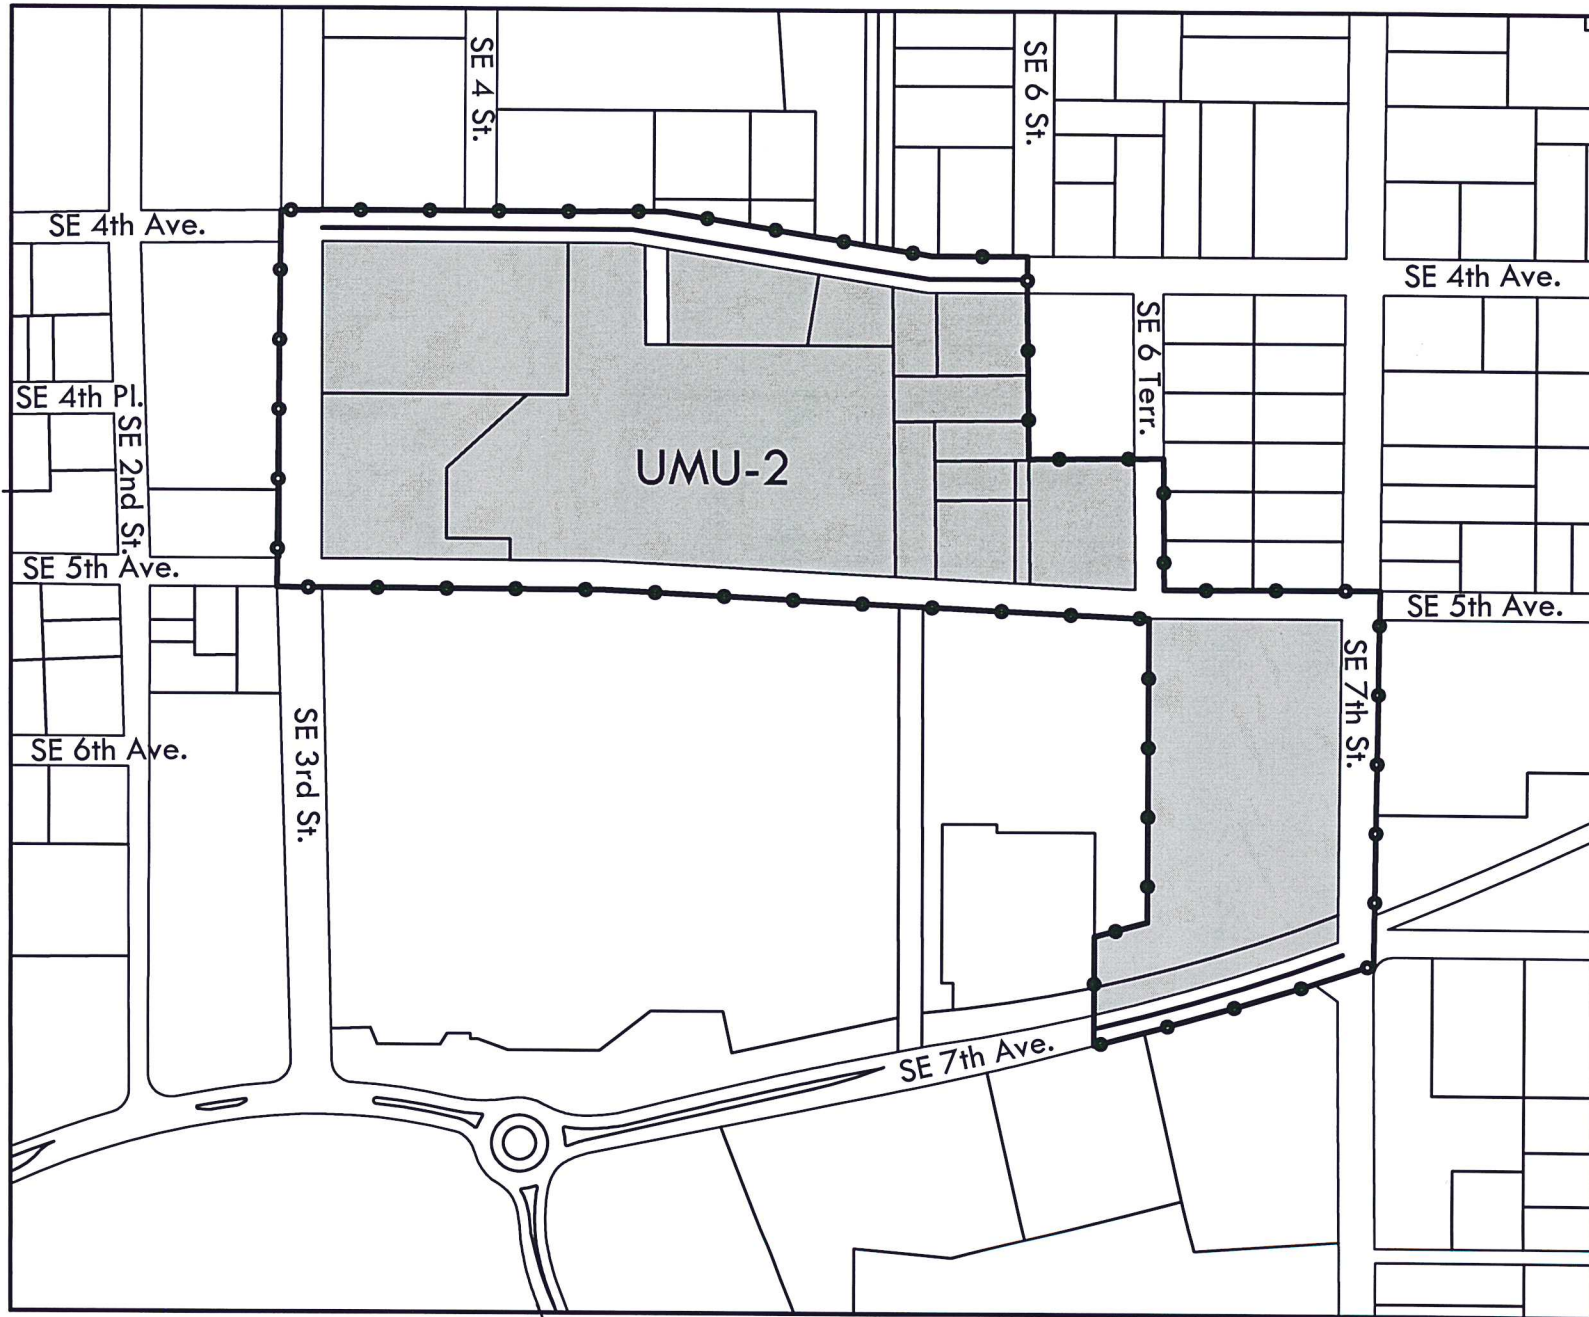 SE 4 St.
SE 6 St.
SE 4th Ave.
SE 4th Ave.
SE 6 Terr.
SE 4th Pl.
SE 2nd St.
UMU-2
SE 5th Ave.
SE 5th Ave.
SE 7th St.
SE 3rd St.
SE 6th Ave.
SE 7th Ave.